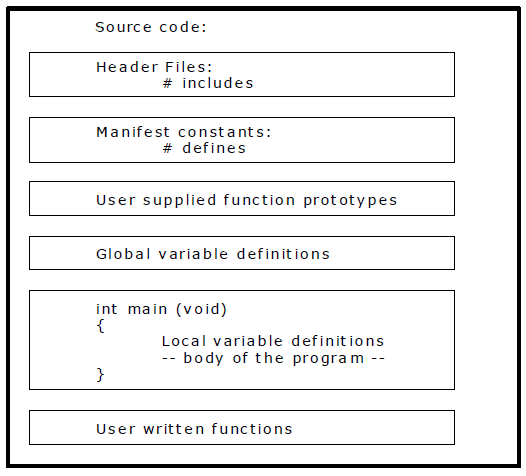 Source code:
Header Files:
# includes
Manifest constants:
# defines
User supplied function prototypes
Global variable definitions
int main (void)
{
Local variable definitions
-- body of the program --
}
User written functions